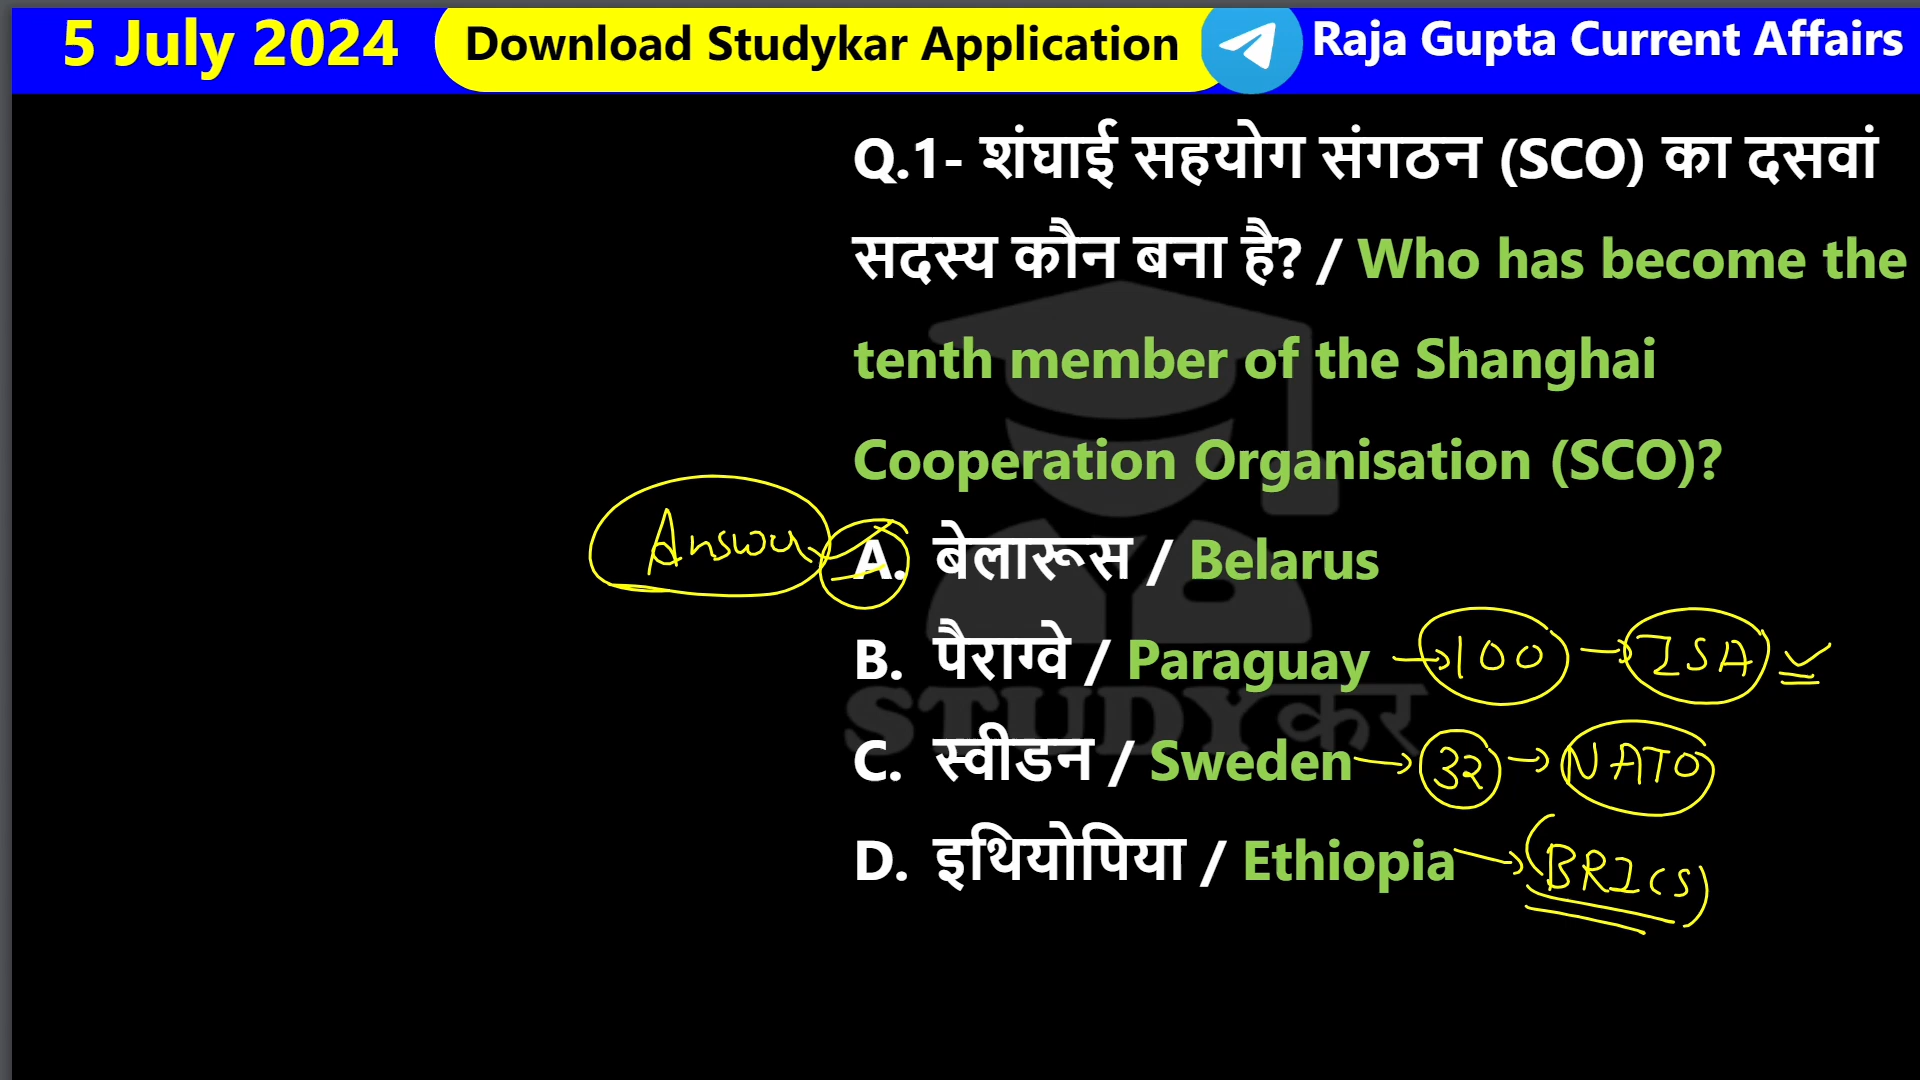 5 July 2024 Download Studykar Application Raja Gupta Current Affairs
Q.1- शंघाई सहयोग संगठन (SCO) का दसवां
सदस्य कौन बना है? / Who has become the
tenth member of the Shanghai
Cooperation Organisation (SCO)?
Answer A. बेलारूस / Belarus
B. पैराग्वे / Paraguay → 100 → ISA
C. स्वीडन / Sweden → 32 → NATO
D. इथियोपिया / Ethiopia → BRICS
STUDYकर